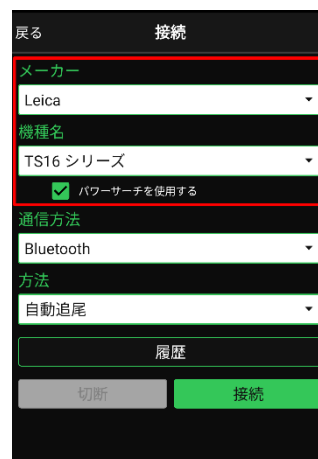 戻る 接続
メーカー
Leica
機種名
TS16 シリーズ
パワーサーチを使用する
通信方法
Bluetooth
方法
自動追尾
履歴
切断 接続